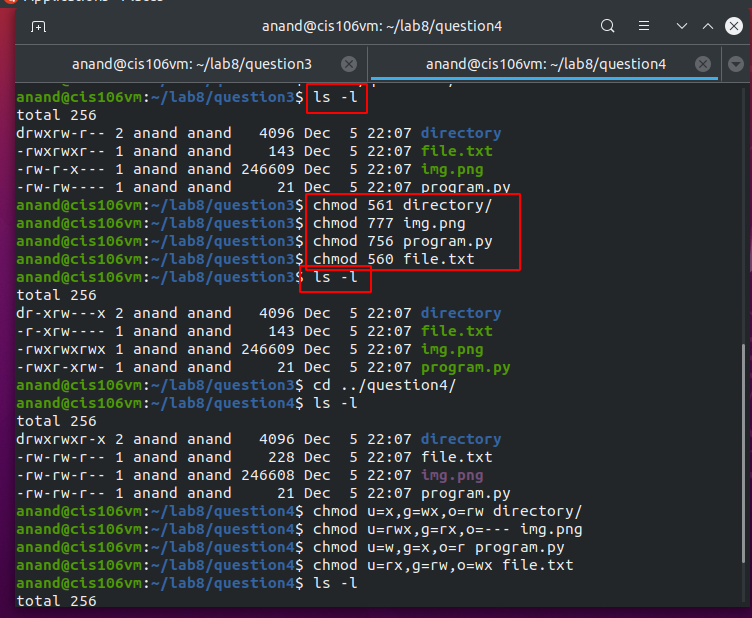 anand@cis106vm: ~/lab8/question4
anand@cis106vm: ~/lab8/question3
anand@cis106vm: ~/lab8/question4
anand@cis106vm:~/lab8/question3$ ls -l
total 256
drwxrw-r-- 2 anand anand   4096 Dec  5 22:07 directory
-rwxrwxr-- 1 anand anand    143 Dec  5 22:07 file.txt
-rw-r-x--- 1 anand anand 246609 Dec  5 22:07 img.png
-rw-rw---- 1 anand anand     21 Dec  5 22:07 program.py
anand@cis106vm:~/lab8/question3$ chmod 561 directory/
anand@cis106vm:~/lab8/question3$ chmod 777 img.png
anand@cis106vm:~/lab8/question3$ chmod 756 program.py
anand@cis106vm:~/lab8/question3$ chmod 560 file.txt
anand@cis106vm:~/lab8/question3$ ls -l
total 256
dr-xrw---x 2 anand anand   4096 Dec  5 22:07 directory
-r-xrw---- 1 anand anand    143 Dec  5 22:07 file.txt
-rwxrwxrwx 1 anand anand 246609 Dec  5 22:07 img.png
-rwxr-xrw- 1 anand anand     21 Dec  5 22:07 program.py
anand@cis106vm:~/lab8/question3$ cd ../question4/
anand@cis106vm:~/lab8/question4$ ls -l
total 256
drwxrwxr-x 2 anand anand   4096 Dec  5 22:07 directory
-rw-rw-r-- 1 anand anand    228 Dec  5 22:07 file.txt
-rw-rw-r-- 1 anand anand 246608 Dec  5 22:07 img.png
-rw-rw-r-- 1 anand anand     21 Dec  5 22:07 program.py
anand@cis106vm:~/lab8/question4$ chmod u=x,g=wx,o=rw directory/
anand@cis106vm:~/lab8/question4$ chmod u=rwx,g=rx,o=--- img.png
anand@cis106vm:~/lab8/question4$ chmod u=w,g=x,o=r program.py
anand@cis106vm:~/lab8/question4$ chmod u=rx,g=rw,o=wx file.txt
anand@cis106vm:~/lab8/question4$ ls -l
total 256